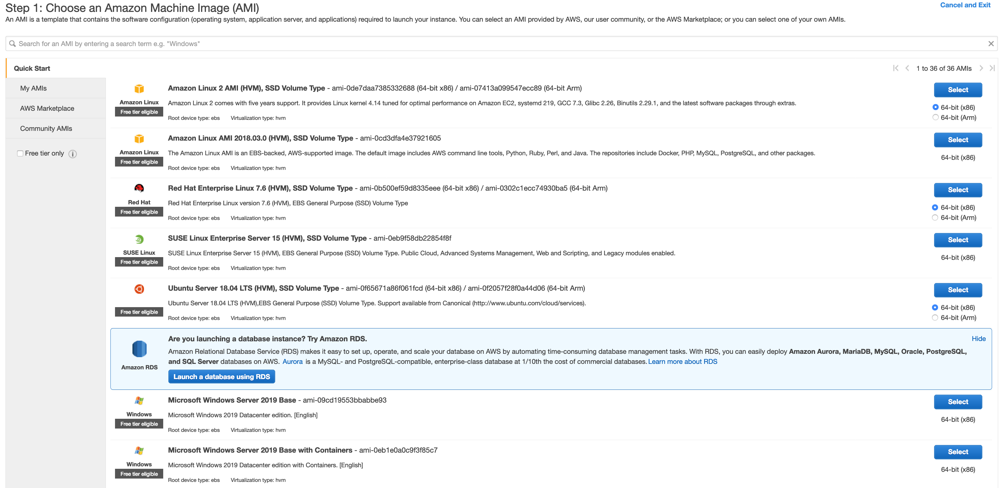 Step 1: Choose an Amazon Machine Image (AMI)
Cancel and Exit
An AMI is a template that contains the software configuration (operating system, application server, and applications) required to launch your instance. You can select an AMI provided by AWS, our user community, or the AWS Marketplace; or you can select one of your own AMIs.
Search for an AMI by entering a search term e.g. "Windows"
Quick Start
1 to 36 of 36 AMIs
My AMIs
AWS Marketplace
Community AMIs
Free tier only
Amazon Linux
Free tier eligible
Amazon Linux 2 AMI (HVM), SSD Volume Type - ami-0de7daa7385332688 (64-bit x86) / ami-07413a099547ecc89 (64-bit Arm)
Amazon Linux 2 comes with five years support. It provides Linux kernel 4.14 tuned for optimal performance on Amazon EC2, systemd 219, GCC 7.3, Glibc 2.26, Binutils 2.29.1, and the latest software packages through extras.
Root device type: ebs Virtualization type: hvm
Select
64-bit (x86)
64-bit (Arm)
Amazon Linux
Free tier eligible
Amazon Linux AMI 2018.03.0 (HVM), SSD Volume Type - ami-0cd3dfa4e37921605
The Amazon Linux AMI is an EBS-backed, AWS-supported image. The default image includes AWS command line tools, Python, Ruby, Perl, and Java. The repositories include Docker, PHP, MySQL, PostgreSQL, and other packages.
Root device type: ebs Virtualization type: hvm
Select
64-bit (x86)
Red Hat
Free tier eligible
Red Hat Enterprise Linux 7.6 (HVM), SSD Volume Type - ami-0b500ef59d8335eee (64-bit x86) / ami-0302c1ecc74930ba5 (64-bit Arm)
Red Hat Enterprise Linux version 7.6 (HVM), EBS General Purpose (SSD) Volume Type
Root device type: ebs Virtualization type: hvm
Select
64-bit (x86)
64-bit (Arm)
SUSE Linux
Free tier eligible
SUSE Linux Enterprise Server 15 (HVM), SSD Volume Type - ami-0eb9f58db22854f8f
SUSE Linux Enterprise Server 15 (HVM), EBS General Purpose (SSD) Volume Type. Public Cloud, Advanced Systems Management, Web and Scripting, and Legacy modules enabled.
Root device type: ebs Virtualization type: hvm
Select
64-bit (x86)
Free tier eligible
Ubuntu Server 18.04 LTS (HVM), SSD Volume Type - ami-0f65671a86f061fcd (64-bit x86) / ami-0f2057f28f0a44d06 (64-bit Arm)
Ubuntu Server 18.04 LTS (HVM),EBS General Purpose (SSD) Volume Type. Support available from Canonical (http://www.ubuntu.com/cloud/services).
Root device type: ebs Virtualization type: hvm
Select
64-bit (x86)
64-bit (Arm)
Amazon RDS
Are you launching a database instance? Try Amazon RDS.
Hide
Amazon Relational Database Service (RDS) makes it easy to set up, operate, and scale your database on AWS by automating time-consuming database management tasks. With RDS, you can easily deploy Amazon Aurora, MariaDB, MySQL, Oracle, PostgreSQL,
and SQL Server databases on AWS. Aurora is a MySQL- and PostgreSQL-compatible, enterprise-class database at 1/10th the cost of commercial databases. Learn more about RDS
Launch a database using RDS
Windows
Free tier eligible
Microsoft Windows Server 2019 Base - ami-09cd19553bbabbe93
Microsoft Windows 2019 Datacenter edition. [English]
Root device type: ebs Virtualization type: hvm
Select
64-bit (x86)
Windows
Free tier eligible
Microsoft Windows Server 2019 Base with Containers - ami-0eb1e0a0c9f3f85c7
Microsoft Windows 2019 Datacenter edition with Containers. [English]
Root device type: ebs Virtualization type: hvm
Select
64-bit (x86)